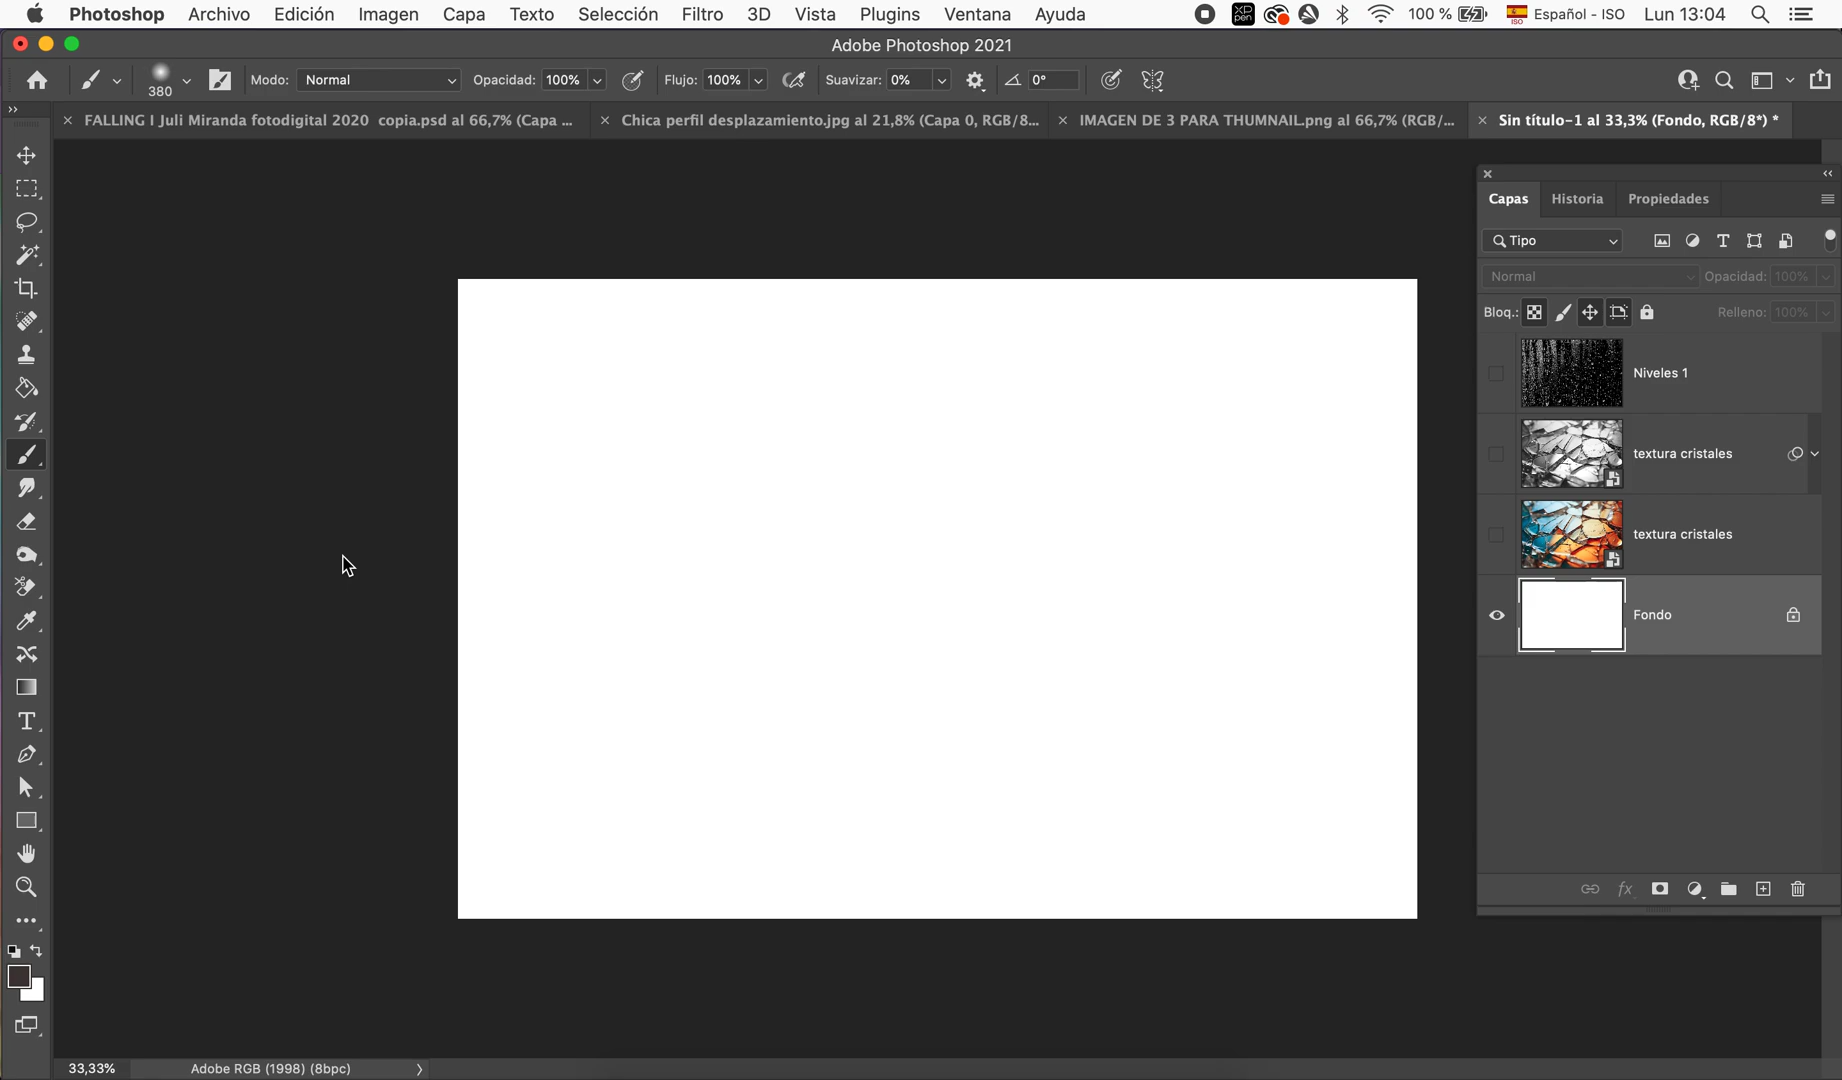 Photoshop Archivo Edición Imagen Capa Texto Selección Filtro 3D Vista Plugins Ventana Ayuda XP pen 100 % ISO Español - ISO Lun 13:04
Adobe Photoshop 2021
380 Modo: Normal Opacidad: 100% Flujo: 100% Suavizar: 0% 0°
FALLING I Juli Miranda fotodigital 2020 copia.psd al 66,7% (Capa ... Chica perfil desplazamiento.jpg al 21,8% (Capa 0, RGB/8... IMAGEN DE 3 PARA THUMNAIL.png al 66,7% (RGB/... Sin título-1 al 33,3% (Fondo, RGB/8*) *
Capas Historia Propiedades
Tipo
Normal Opacidad: 100%
Bloq.: Relleno: 100%
Niveles 1
textura cristales
textura cristales
Fondo
33,33% Adobe RGB (1998) (8bpc)